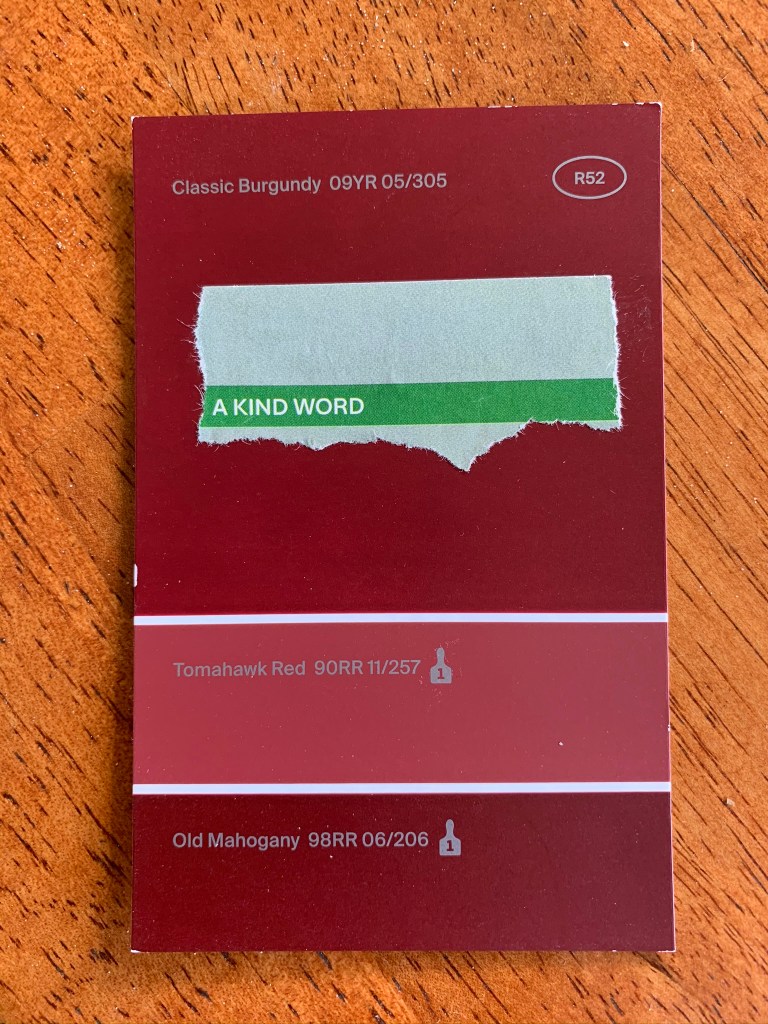 Classic Burgundy 09YR 05/305
R52
A KIND WORD
Tomahawk Red 90RR 11/257
1
Old Mahogany 98RR 06/206
1